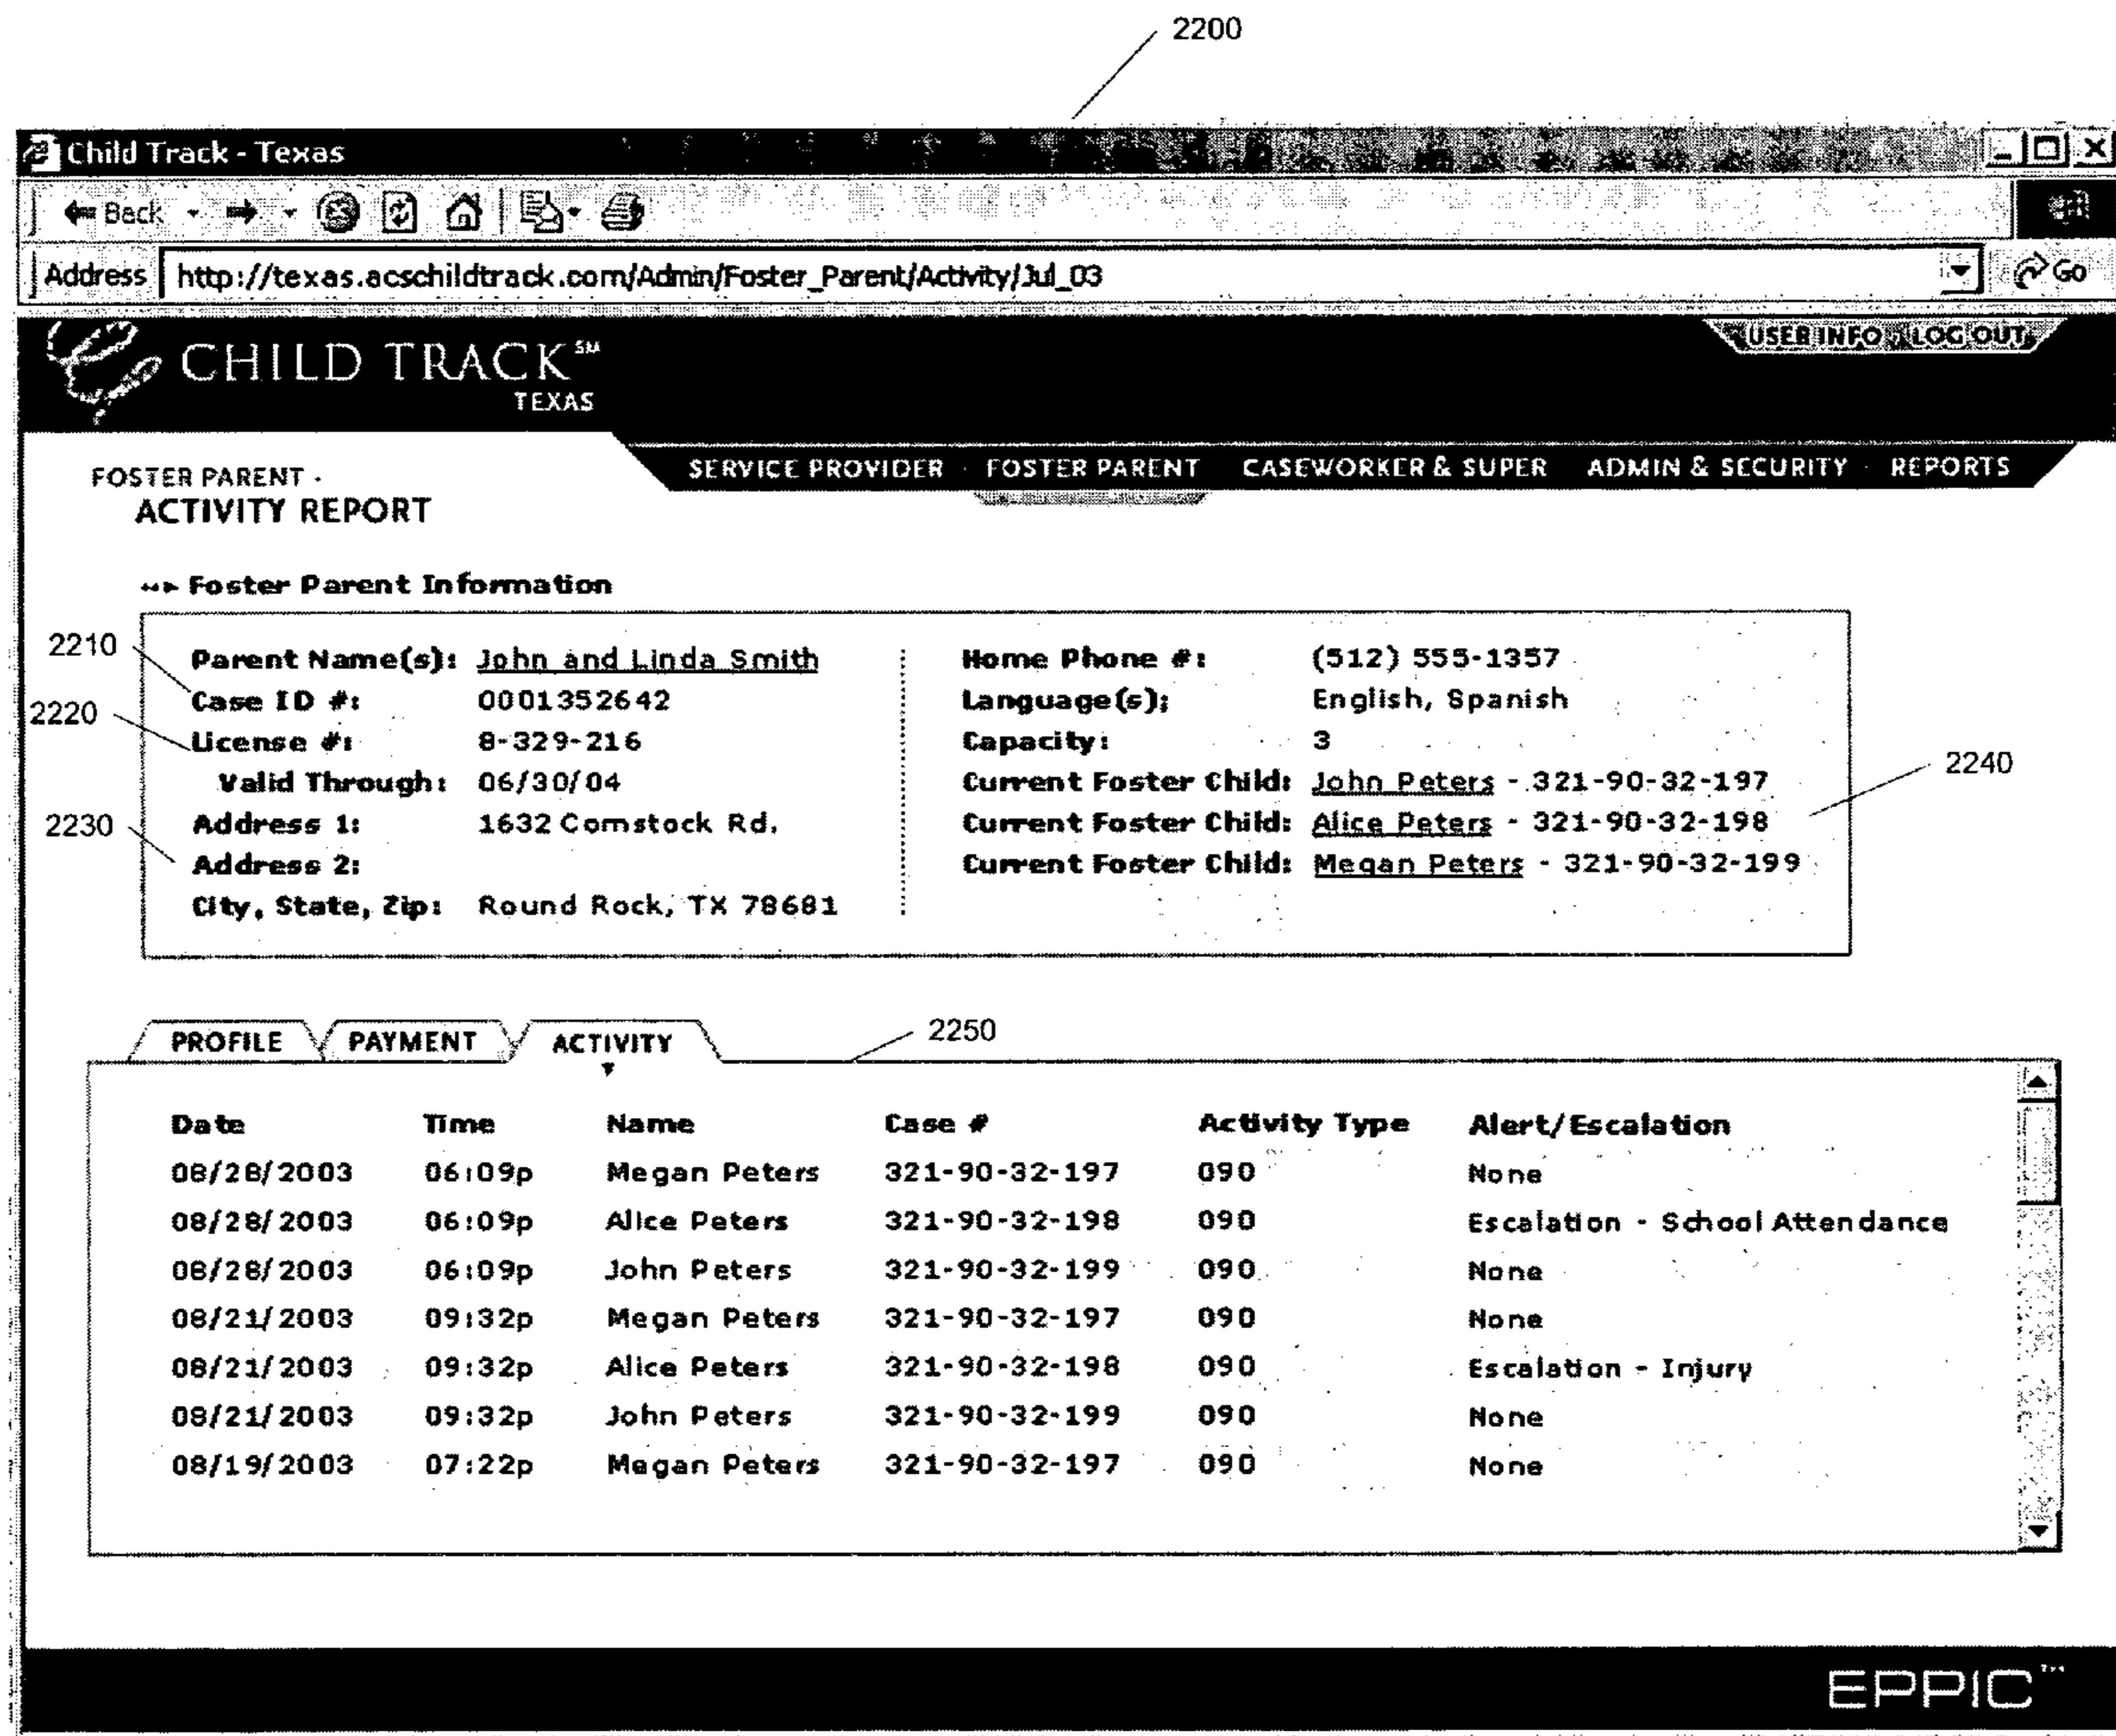 2200
Child Track - Texas
Back
Address http://texas.acschildtrack.com/Admin/Foster_Parent/Activity/Jul_03 Go
USER INFO LOG OUT
CHILD TRACK SM
TEXAS
SERVICE PROVIDER FOSTER PARENT CASEWORKER & SUPER ADMIN & SECURITY REPORTS
FOSTER PARENT -
ACTIVITY REPORT
Foster Parent Information
2210
Parent Name(s): John and Linda Smith Home Phone #: (512) 555-1357
Case ID #: 0001352642 Language(s): English, Spanish
2220
License #: 8-329-216 Capacity: 3
Valid Through: 06/30/04 Current Foster Child: John Peters - 321-90-32-197
2240
2230
Address 1: 1632 Comstock Rd. Current Foster Child: Alice Peters - 321-90-32-198
Address 2: Current Foster Child: Megan Peters - 321-90-32-199
City, State, Zip: Round Rock, TX 78681
PROFILE PAYMENT ACTIVITY
2250
Date Time Name Case # Activity Type Alert/Escalation
08/28/2003 06:09p Megan Peters 321-90-32-197 090 None
08/28/2003 06:09p Alice Peters 321-90-32-198 090 Escalation - School Attendance
08/28/2003 06:09p John Peters 321-90-32-199 090 None
08/21/2003 09:32p Megan Peters 321-90-32-197 090 None
08/21/2003 09:32p Alice Peters 321-90-32-198 090 Escalation - Injury
08/21/2003 09:32p John Peters 321-90-32-199 090 None
08/19/2003 07:22p Megan Peters 321-90-32-197 090 None
EPPIC™